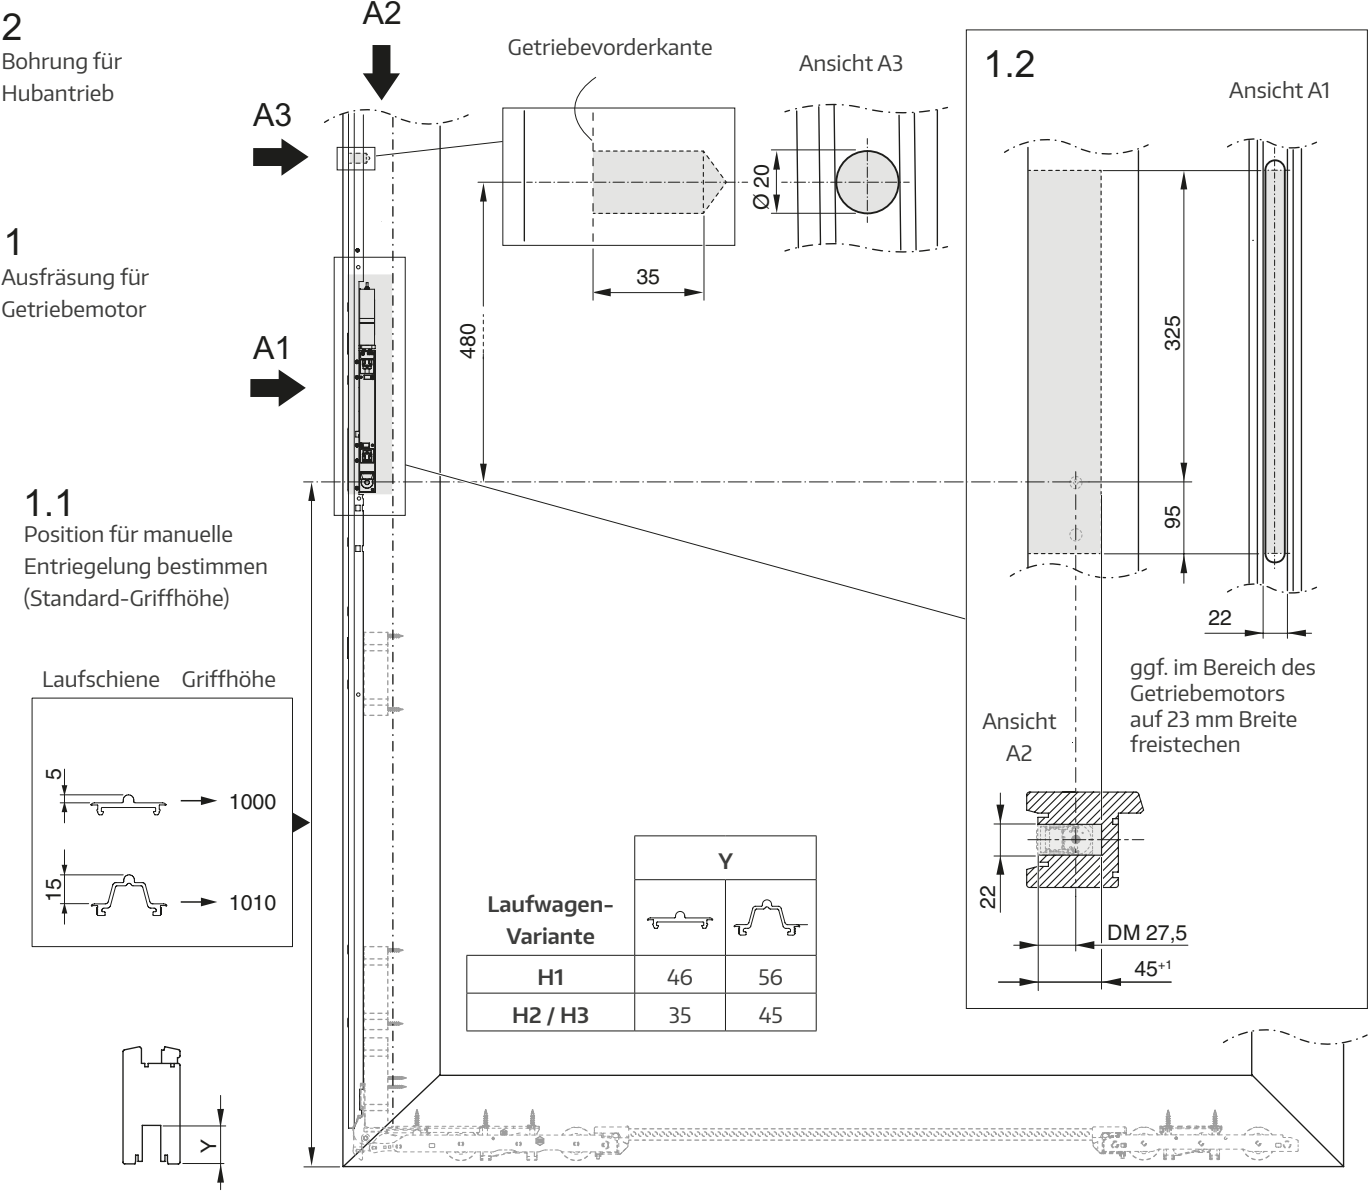 2
Bohrung für
Hubantrieb
A2
A3
Getriebevorderkante
Ansicht A3
Ø 20
35
480
1
Ausfräsung für
Getriebemotor
A1
1.1
Position für manuelle
Entriegelung bestimmen
(Standard-Griffhöhe)
Laufschiene Griffhöhe
5
1000
15
1010
Y
Laufwagen-
Variante
Y
H1 46 56
H2 / H3 35 45
1.2
Ansicht A1
325
95
22
ggf. im Bereich des
Getriebemotors
auf 23 mm Breite
freistechen
Ansicht
A2
22
DM 27,5
45+1